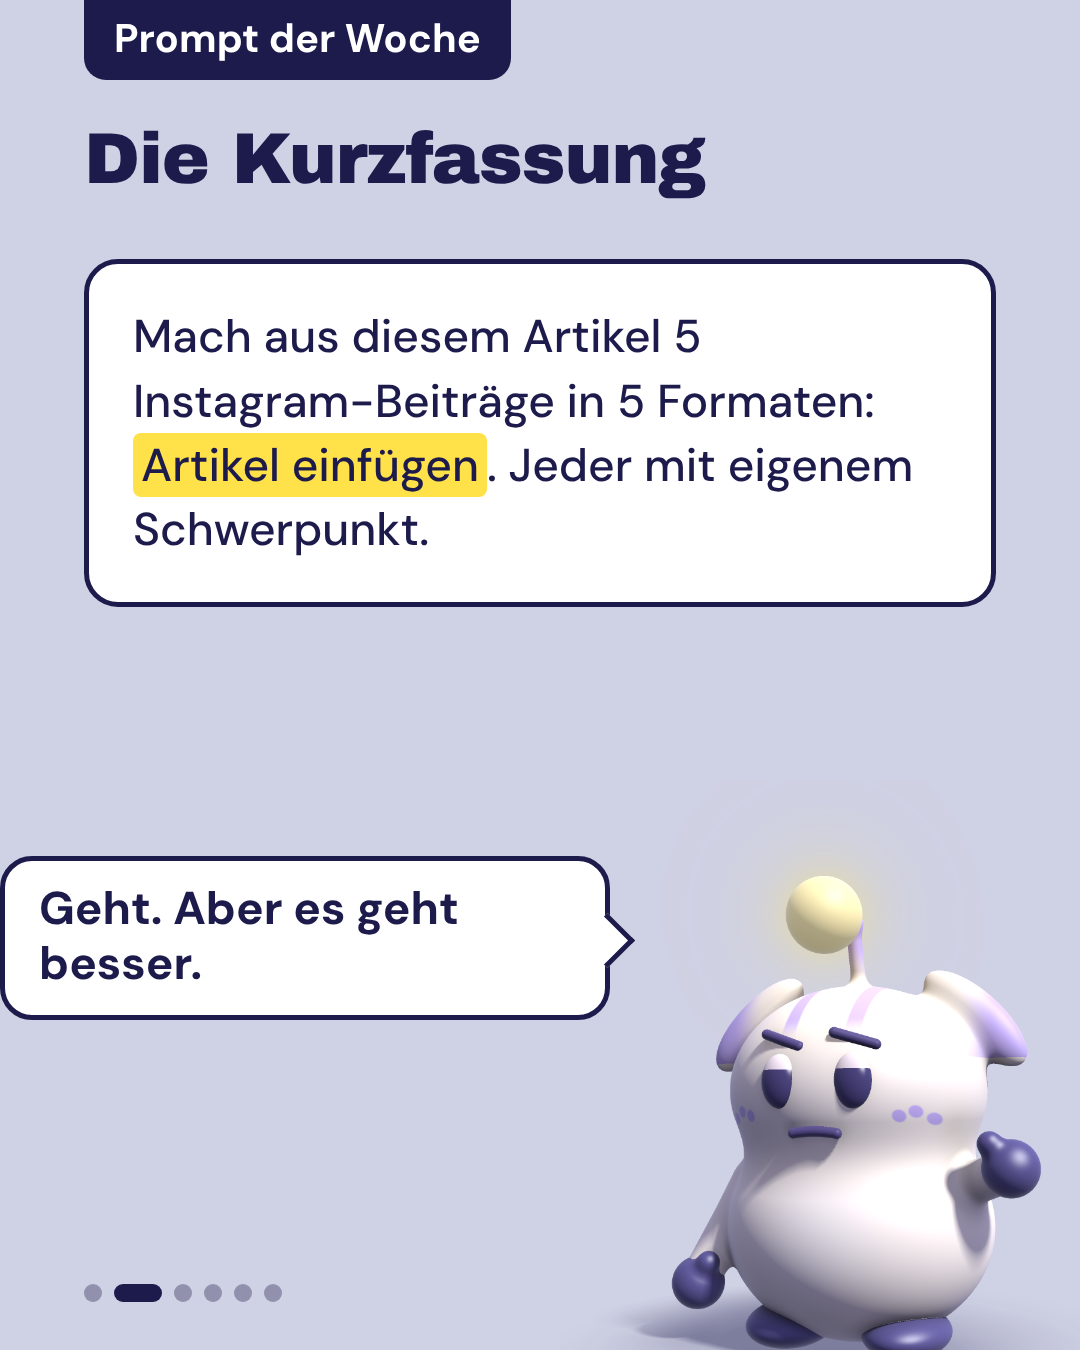 Prompt der Woche
Die Kurzfassung
Mach aus diesem Artikel 5
Instagram-Beiträge in 5 Formaten:
Artikel einfügen. Jeder mit eigenem
Schwerpunkt.
Geht. Aber es geht
besser.